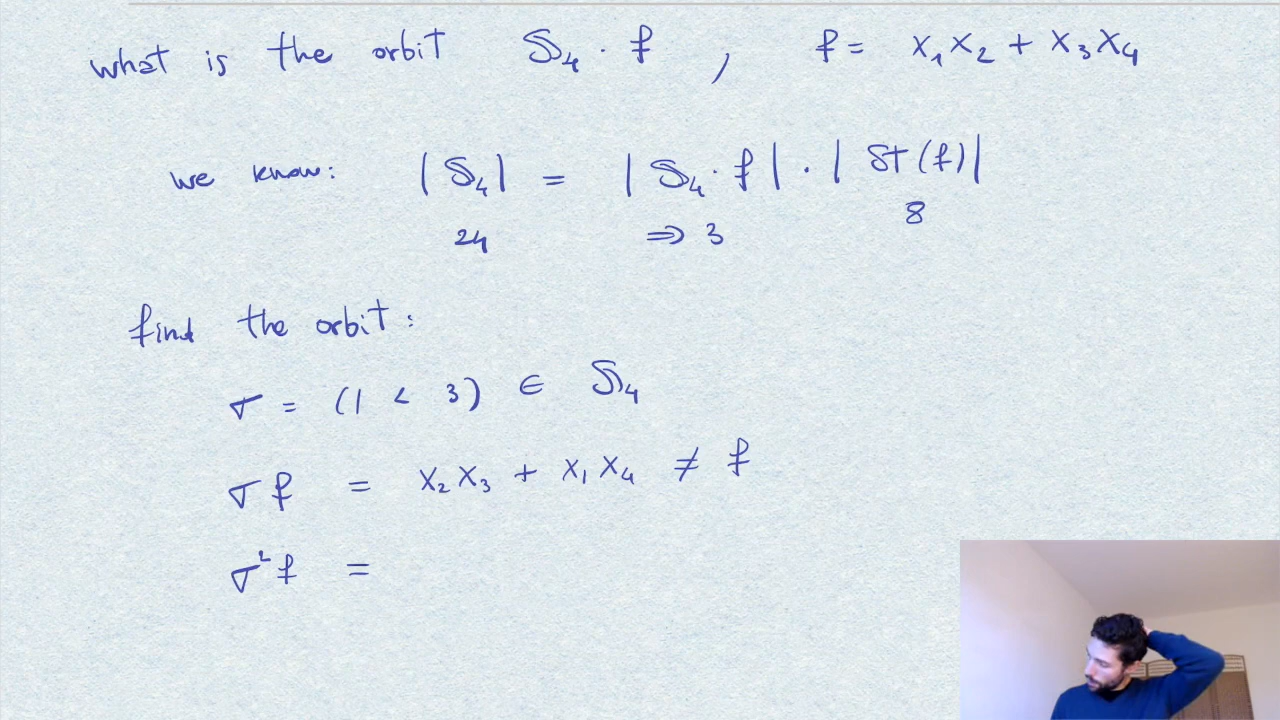 what is the orbit 𝕊₄ · f , f = x₁x₂ + x₃x₄
we know: |𝕊₄| = |𝕊₄ · f| · |St(f)|
24 ⇒ 3 8
find the orbit:
σ = (1 2 3) ∈ 𝕊₄
σf = x₂x₃ + x₁x₄ ≠ f
σ²f =